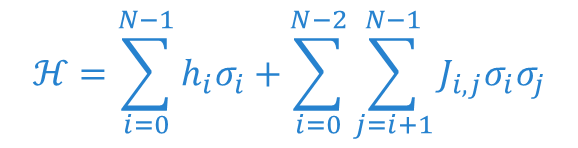 ℋ = ∑_{i=0}^{N−1} h_i σ_i + ∑_{i=0}^{N−2} ∑_{j=i+1}^{N−1} J_{i,j} σ_i σ_j